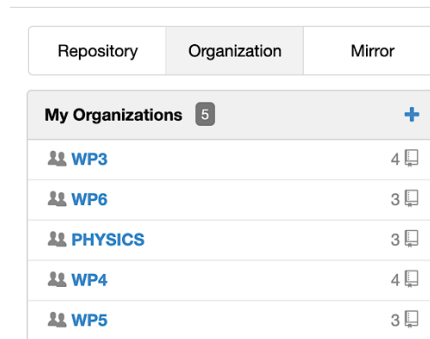 Repository Organization Mirror
My Organizations 5
WP3 4
WP6 3
PHYSICS 3
WP4 4
WP5 3